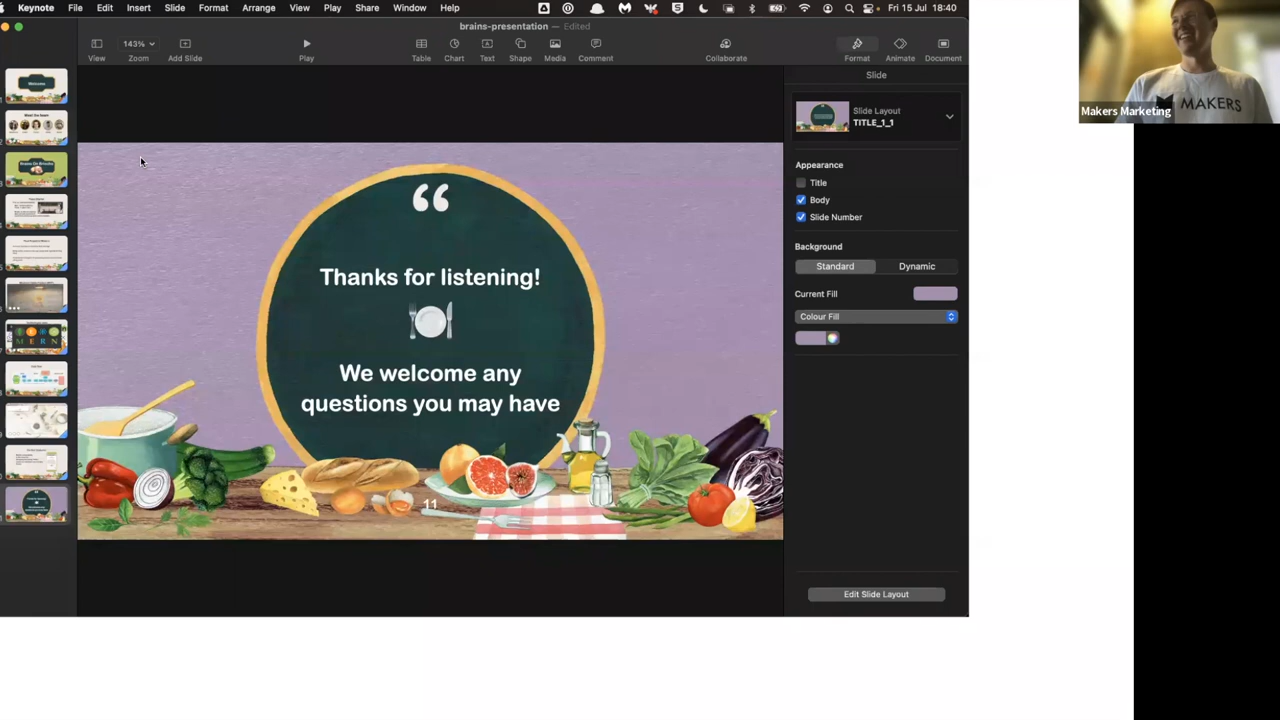 Keynote File Edit Insert Slide Format Arrange View Play Share Window Help Fri 15 Jul 18:40
brains-presentation — Edited
143%
View Zoom Add Slide Play Table Chart Text Shape Media Comment Collaborate Format Animate Document
Slide
Slide Layout
TITLE_1_1
Appearance
Title
Body
Slide Number
Background
Standard Dynamic
Current Fill
Colour Fill
Edit Slide Layout
“
Thanks for listening!
We welcome any
questions you may have
11
Welcome
MAKERS
Makers Marketing